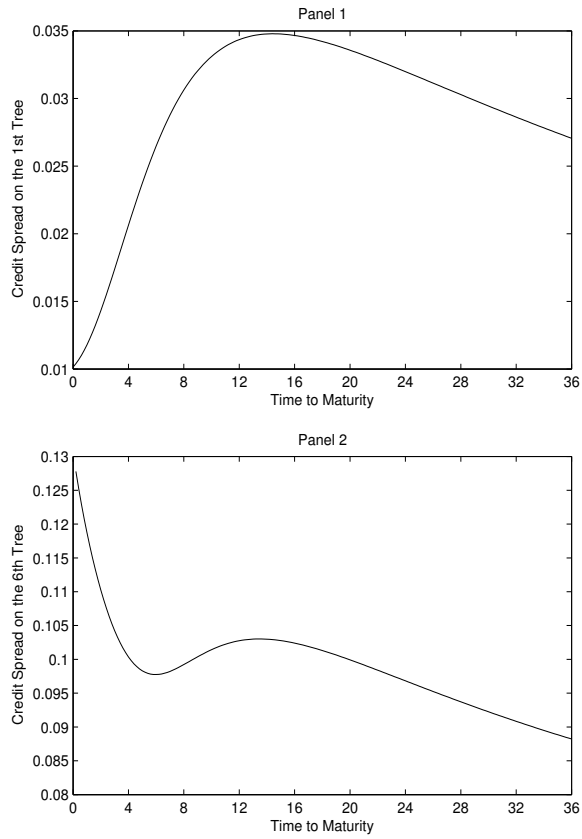 Panel 1
0.035
0.03
0.025
0.02
0.015
0.01
Credit Spread on the 1st Tree
0 4 8 12 16 20 24 28 32 36
Time to Maturity
Panel 2
0.13
0.125
0.12
0.115
0.11
0.105
0.1
0.095
0.09
0.085
0.08
Credit Spread on the 6th Tree
0 4 8 12 16 20 24 28 32 36
Time to Maturity